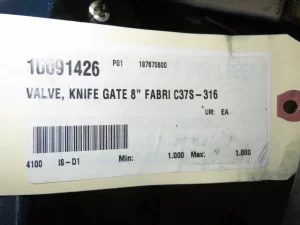 10091426 P01 187670600
VALVE, KNIFE GATE 8" FABRI C37S-316
UM: EA
4100 IS-D1 Min: 1.000 Max: 1.000